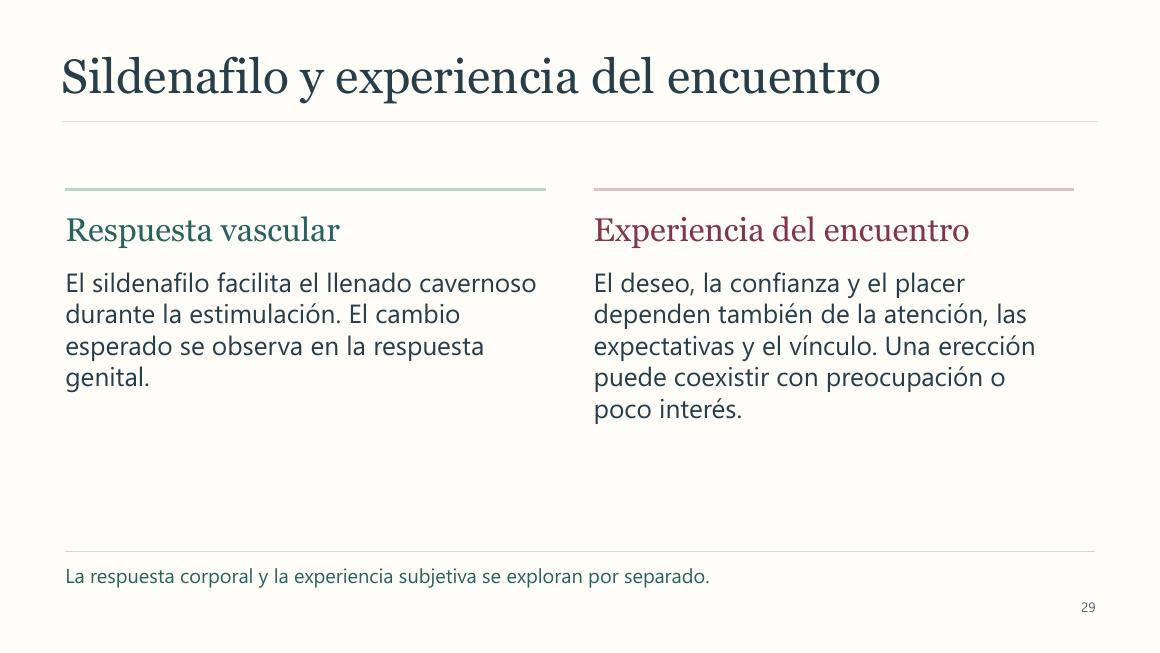 Sildenafilo y experiencia del encuentro
Respuesta vascular
El sildenafilo facilita el llenado cavernoso
durante la estimulación. El cambio
esperado se observa en la respuesta
genital.
Experiencia del encuentro
El deseo, la confianza y el placer
dependen también de la atención, las
expectativas y el vínculo. Una erección
puede coexistir con preocupación o
poco interés.
La respuesta corporal y la experiencia subjetiva se exploran por separado.
29